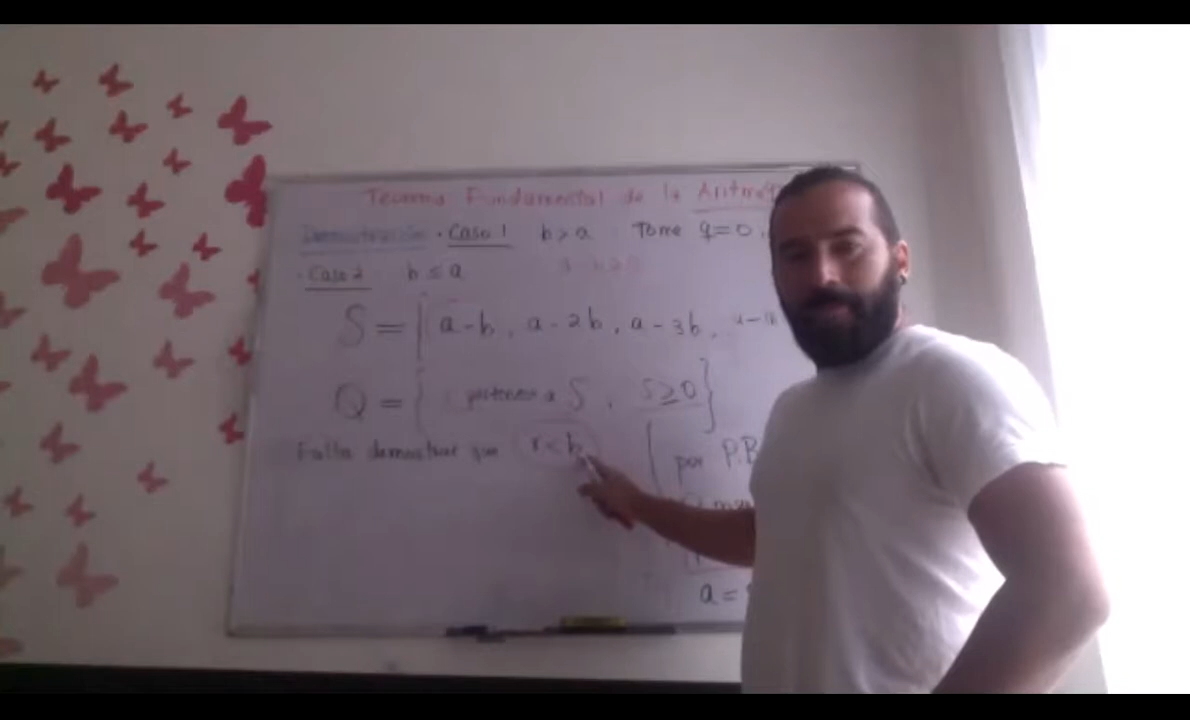 Teorema Fundamental de la Aritmé
Demostración · Caso 1 b > a Tome q=0,
· Caso 2 b ≤ a a-b≥0
S = { a-b, a-2b, a-3b,
Q = { pertenece a S, S≥0}
Falta demostrar que r<b
por P.B
a =